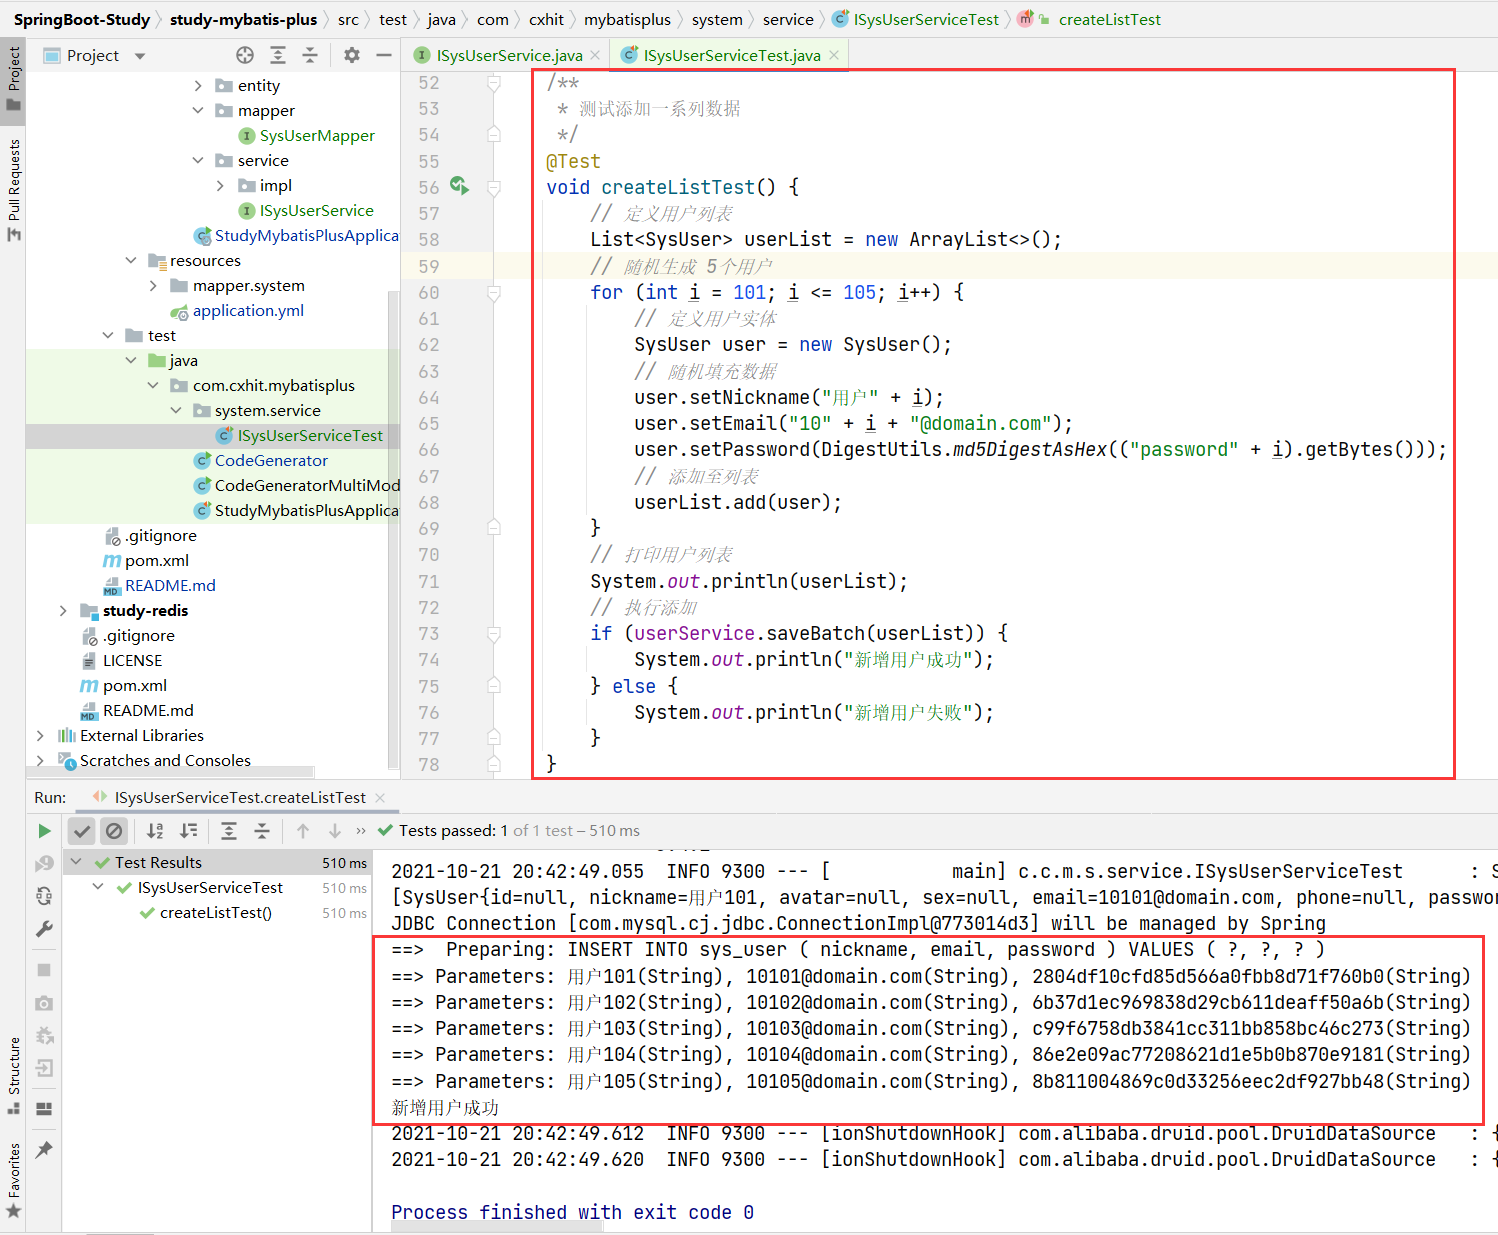 SpringBoot-Study › study-mybatis-plus › src › test › java › com › cxhit › mybatisplus › system › service › ISysUserServiceTest › createListTest
Project
ISysUserService.java
ISysUserServiceTest.java
Project
Pull Requests
Structure
Favorites
entity
mapper
SysUserMapper
service
impl
ISysUserService
StudyMybatisPlusApplica
resources
mapper.system
application.yml
test
java
com.cxhit.mybatisplus
system.service
ISysUserServiceTest
CodeGenerator
CodeGeneratorMultiMod
StudyMybatisPlusApplica
.gitignore
pom.xml
README.md
study-redis
.gitignore
LICENSE
pom.xml
README.md
External Libraries
Scratches and Consoles
52 /**
53 * 测试添加一系列数据
54 */
55 @Test
56 void createListTest() {
57 // 定义用户列表
58 List<SysUser> userList = new ArrayList<>();
59 // 随机生成 5个用户
60 for (int i = 101; i <= 105; i++) {
61 // 定义用户实体
62 SysUser user = new SysUser();
63 // 随机填充数据
64 user.setNickname("用户" + i);
65 user.setEmail("10" + i + "@domain.com");
66 user.setPassword(DigestUtils.md5DigestAsHex(("password" + i).getBytes()));
67 // 添加至列表
68 userList.add(user);
69 }
70 // 打印用户列表
71 System.out.println(userList);
72 // 执行添加
73 if (userService.saveBatch(userList)) {
74 System.out.println("新增用户成功");
75 } else {
76 System.out.println("新增用户失败");
77 }
78 }
Run: ISysUserServiceTest.createListTest
Tests passed: 1 of 1 test – 510 ms
Test Results 510 ms
ISysUserServiceTest 510 ms
createListTest() 510 ms
2021-10-21 20:42:49.055  INFO 9300 --- [           main] c.c.m.s.service.ISysUserServiceTest      : S
[SysUser{id=null, nickname=用户101, avatar=null, sex=null, email=10101@domain.com, phone=null, passwo
JDBC Connection [com.mysql.cj.jdbc.ConnectionImpl@773014d3] will be managed by Spring
==>  Preparing: INSERT INTO sys_user ( nickname, email, password ) VALUES ( ?, ?, ? )
==> Parameters: 用户101(String), 10101@domain.com(String), 2804df10cfd85d566a0fbb8d71f760b0(String)
==> Parameters: 用户102(String), 10102@domain.com(String), 6b37d1ec969838d29cb611deaff50a6b(String)
==> Parameters: 用户103(String), 10103@domain.com(String), c99f6758db3841cc311bb858bc46c273(String)
==> Parameters: 用户104(String), 10104@domain.com(String), 86e2e09ac77208621d1e5b0b870e9181(String)
==> Parameters: 用户105(String), 10105@domain.com(String), 8b811004869c0d33256eec2df927bb48(String)
新增用户成功
2021-10-21 20:42:49.612  INFO 9300 --- [ionShutdownHook] com.alibaba.druid.pool.DruidDataSource   : {
2021-10-21 20:42:49.620  INFO 9300 --- [ionShutdownHook] com.alibaba.druid.pool.DruidDataSource   : {
Process finished with exit code 0